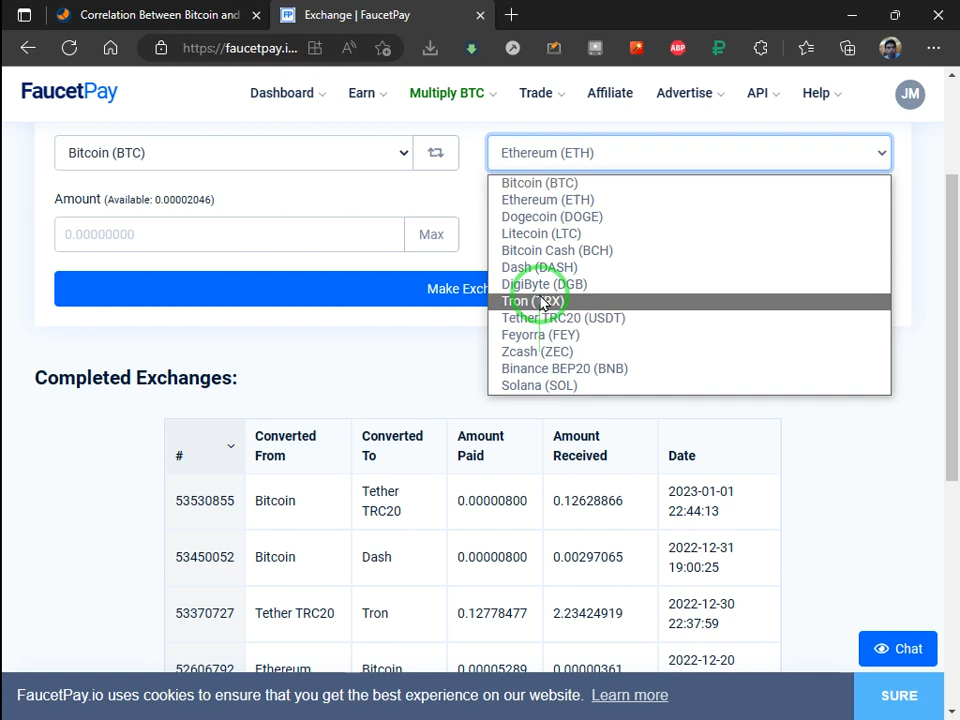 Correlation Between Bitcoin and
Exchange | FaucetPay
https://faucetpay.i...
ABP
FaucetPay
Dashboard
Earn
Multiply BTC
Trade
Affiliate
Advertise
API
Help
JM
Bitcoin (BTC)
Ethereum (ETH)
Amount (Available: 0.00002046)
0.00000000
Max
Make Exch
Bitcoin (BTC)
Ethereum (ETH)
Dogecoin (DOGE)
Litecoin (LTC)
Bitcoin Cash (BCH)
Dash (DASH)
DigiByte (DGB)
Tron (TRX)
Tether TRC20 (USDT)
Feyorra (FEY)
Zcash (ZEC)
Binance BEP20 (BNB)
Solana (SOL)
Completed Exchanges:
# Converted From Converted To Amount Paid Amount Received Date
53530855 Bitcoin Tether TRC20 0.00000800 0.12628866 2023-01-01 22:44:13
53450052 Bitcoin Dash 0.00000800 0.00297065 2022-12-31 19:00:25
53370727 Tether TRC20 Tron 0.12778477 2.23424919 2022-12-30 22:37:59
52606792 Ethereum Bitcoin 0.00005289 0.00000361 2022-12-20
Chat
FaucetPay.io uses cookies to ensure that you get the best experience on our website. Learn more
SURE